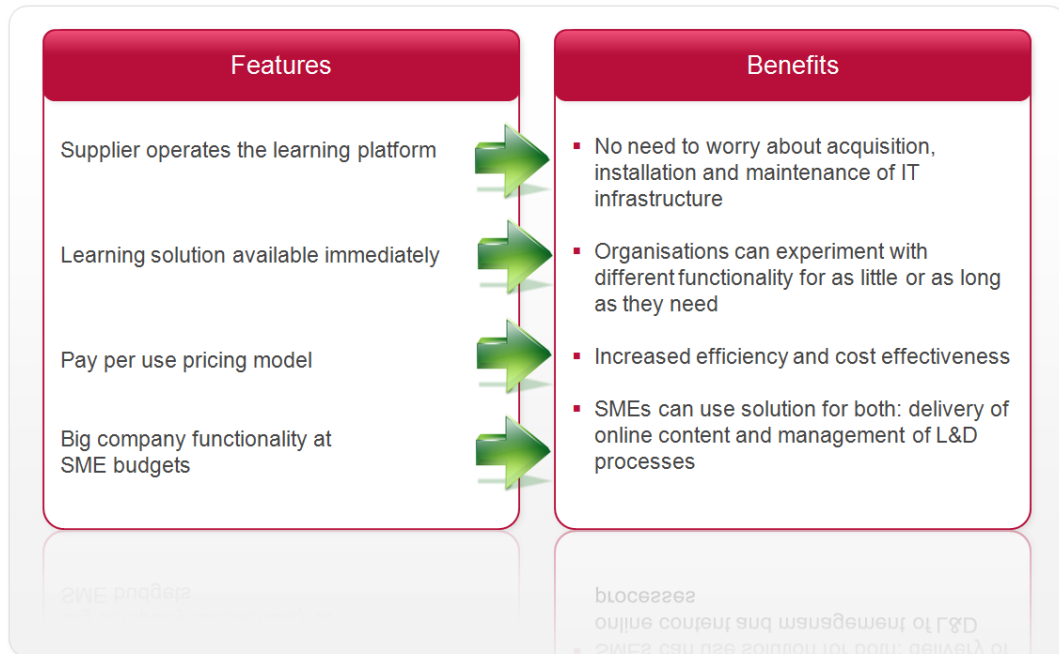 Features
Supplier operates the learning platform
Learning solution available immediately
Pay per use pricing model
Big company functionality at
SME budgets
Benefits
▪ No need to worry about acquisition,
installation and maintenance of IT
infrastructure
▪ Organisations can experiment with
different functionality for as little or as long
as they need
▪ Increased efficiency and cost effectiveness
▪ SMEs can use solution for both: delivery of
online content and management of L&D
processes